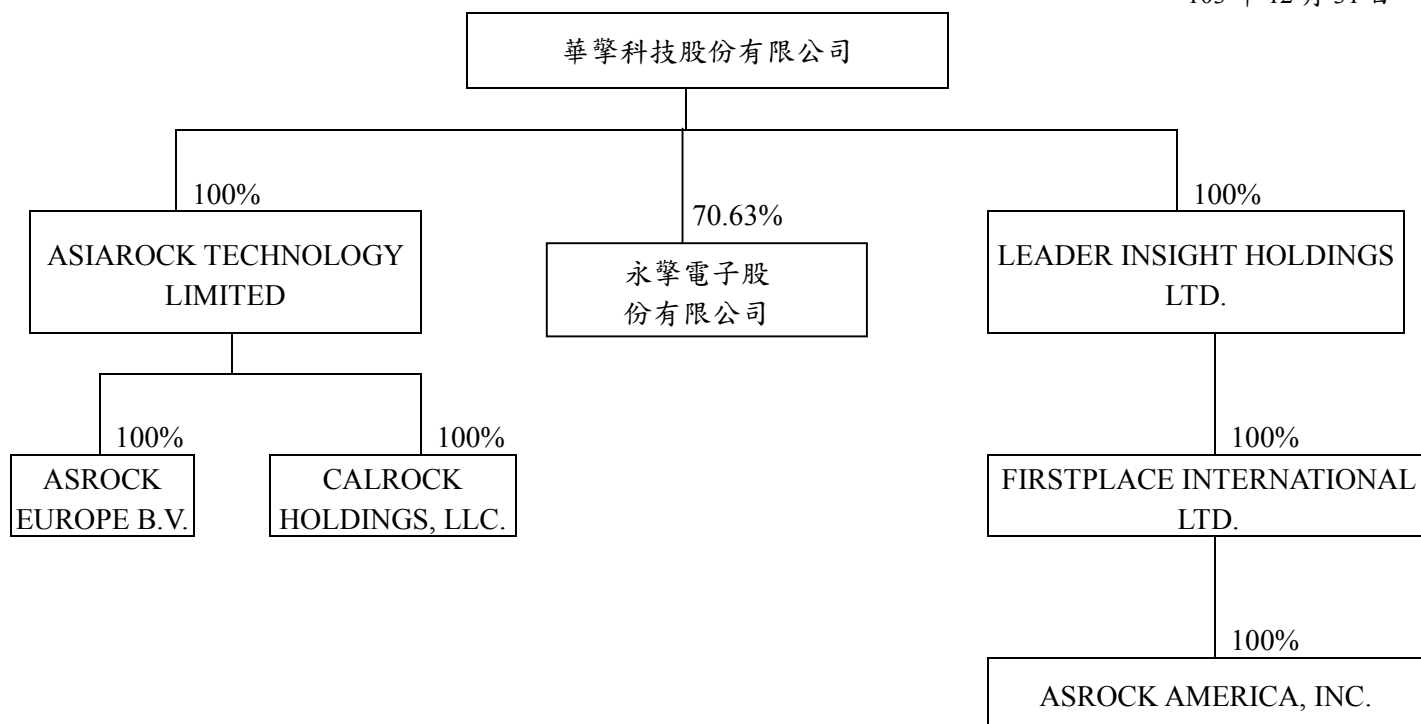 華擎科技股份有限公司
100%
70.63%
100%
ASIAROCK TECHNOLOGY
LIMITED
永擎電子股
份有限公司
LEADER INSIGHT HOLDINGS
LTD.
100%
100%
100%
ASROCK
EUROPE B.V.
CALROCK
HOLDINGS, LLC.
FIRSTPLACE INTERNATIONAL
LTD.
100%
ASROCK AMERICA, INC.